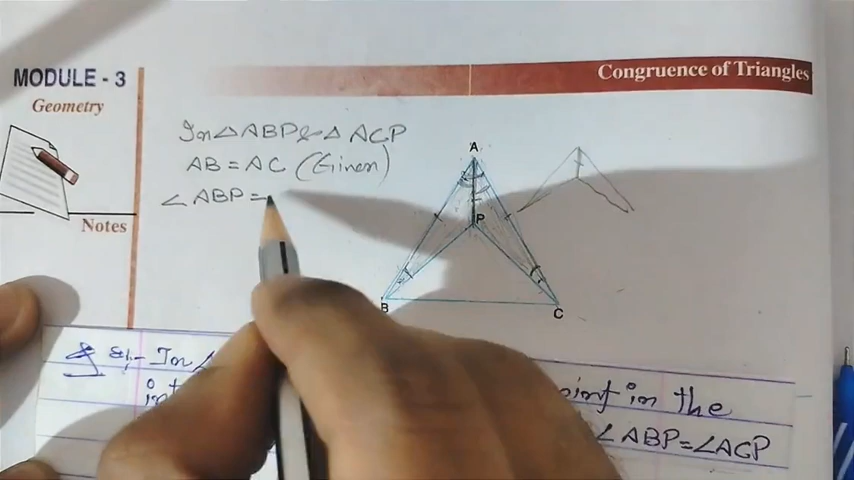 MODULE - 3
Geometry
Notes
CONGRUENCE OF TRIANGLES
In △ ABP & △ ACP
AB = AC (Given)
∠ ABP =
A
P
B
C
In
point in the
∠ABP = ∠ACP